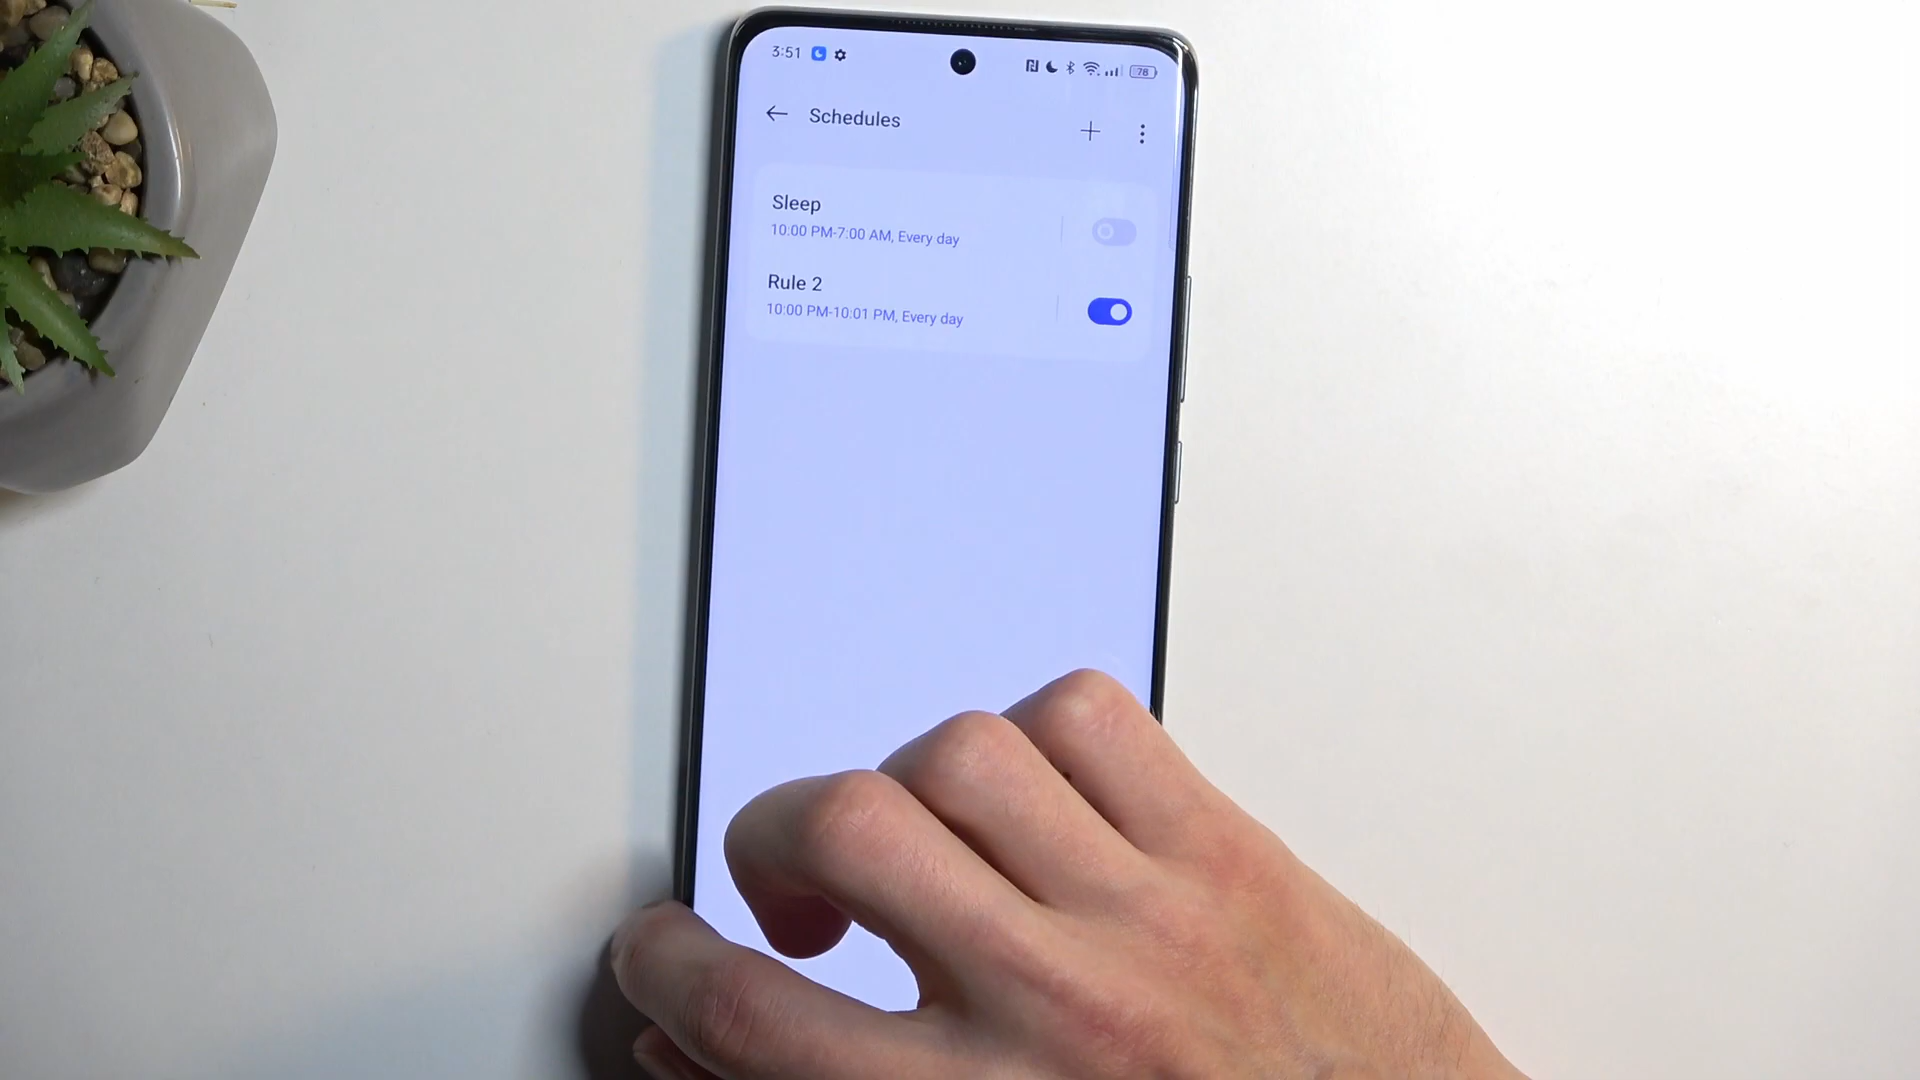 3:51
78
Schedules
Sleep
10:00 PM-7:00 AM, Every day
Rule 2
10:00 PM-10:01 PM, Every day